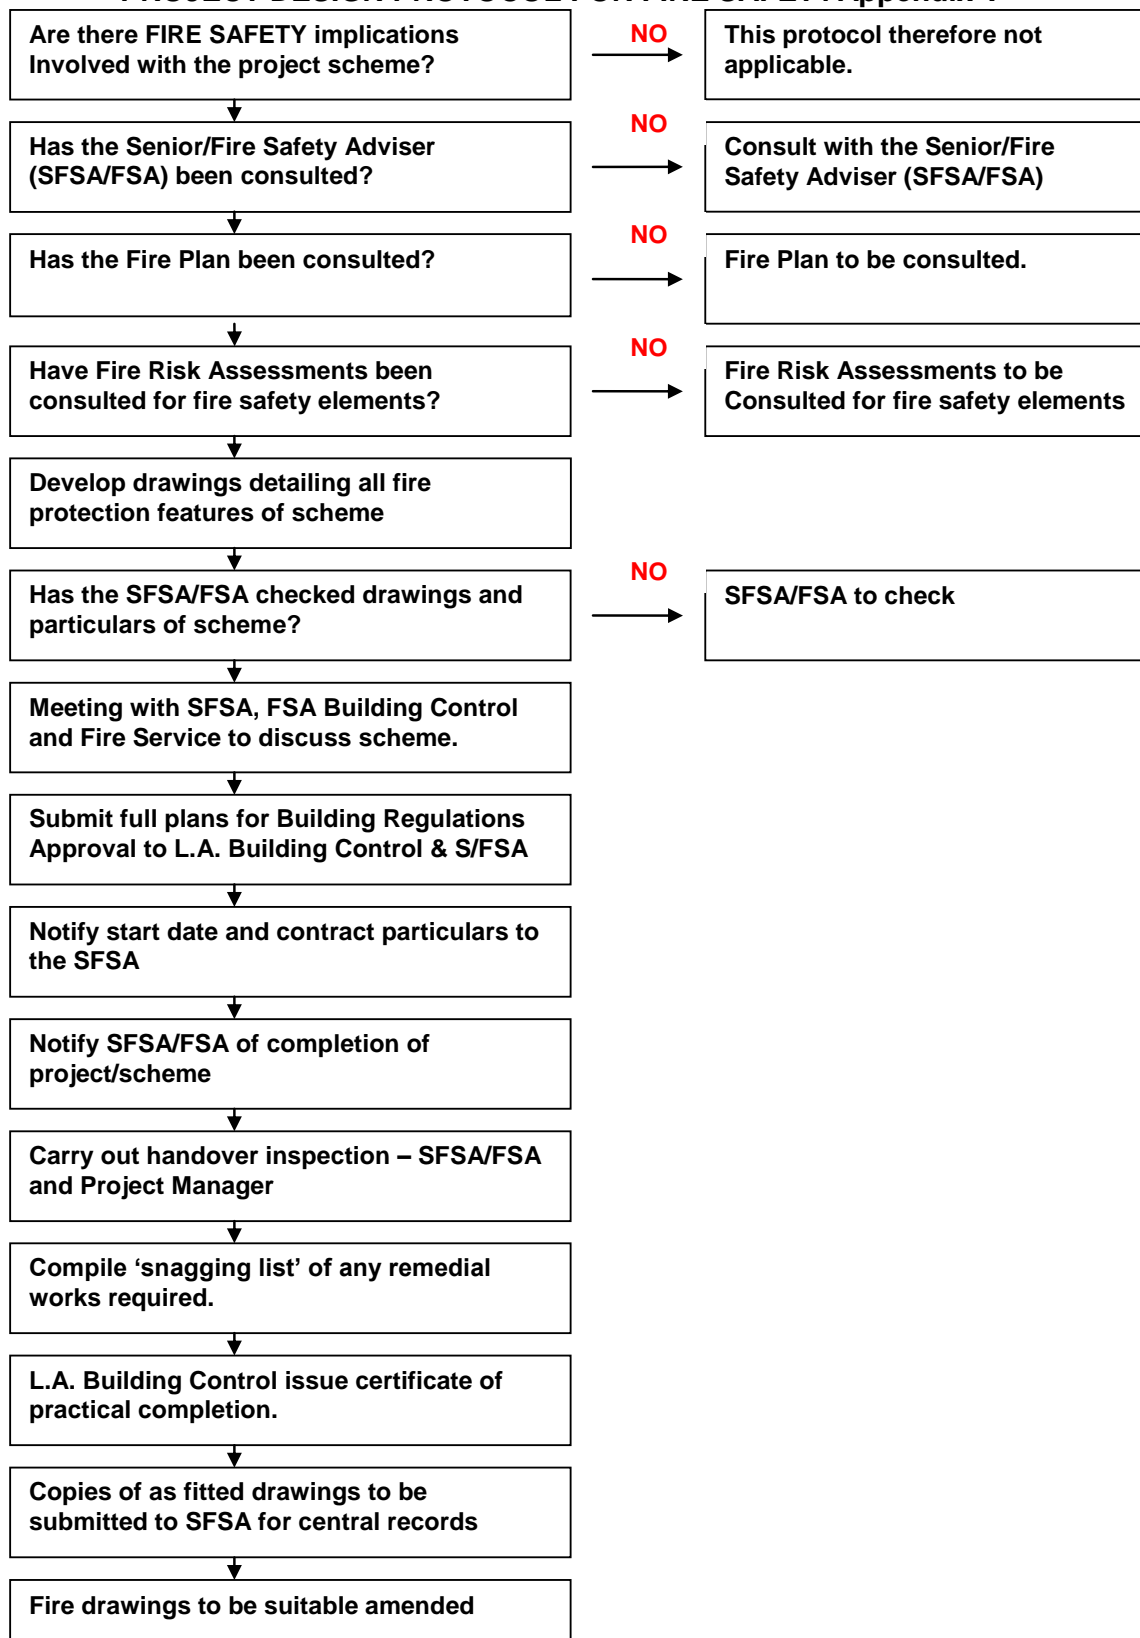 Are there FIRE SAFETY implications
Involved with the project scheme?
NO
This protocol therefore not
applicable.
Has the Senior/Fire Safety Adviser
(SFSA/FSA) been consulted?
NO
Consult with the Senior/Fire
Safety Adviser (SFSA/FSA)
Has the Fire Plan been consulted?
NO
Fire Plan to be consulted.
Have Fire Risk Assessments been
consulted for fire safety elements?
NO
Fire Risk Assessments to be
Consulted for fire safety elements
Develop drawings detailing all fire
protection features of scheme
Has the SFSA/FSA checked drawings and
particulars of scheme?
NO
SFSA/FSA to check
Meeting with SFSA, FSA Building Control
and Fire Service to discuss scheme.
Submit full plans for Building Regulations
Approval to L.A. Building Control & S/FSA
Notify start date and contract particulars to
the SFSA
Notify SFSA/FSA of completion of
project/scheme
Carry out handover inspection – SFSA/FSA
and Project Manager
Compile ‘snagging list’ of any remedial
works required.
L.A. Building Control issue certificate of
practical completion.
Copies of as fitted drawings to be
submitted to SFSA for central records
Fire drawings to be suitable amended